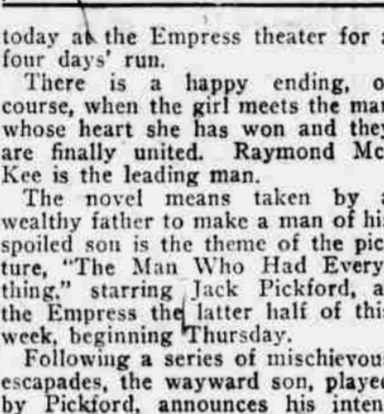 today at the Empress theater for a
four days' run.
There is a happy ending, o
course, when the girl meets the ma
whose heart she has won and they
are finally united. Raymond Mc
Kee is the leading man.
The novel means taken by a
wealthy father to make a man of his
spoiled son is the theme of the pic
ture, "The Man Who Had Every
thing," starring Jack Pickford, a
the Empress the latter half of this
week, beginning Thursday.
Following a series of mischievou
escapades, the wayward son, played
by Pickford, announces his inten